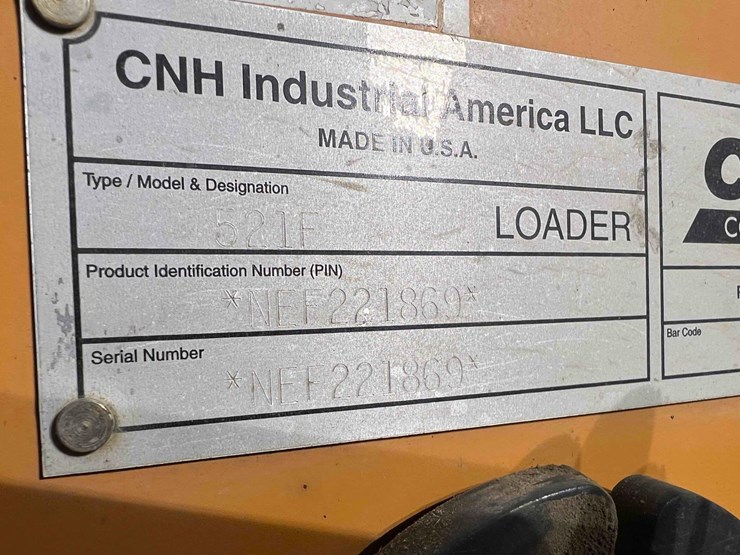 CNH Industrial America LLC
MADE IN U.S.A.
Type / Model & Designation
521F LOADER
Product Identification Number (PIN)
*NEF221869*
Serial Number
*NEF221869*
Bar Code